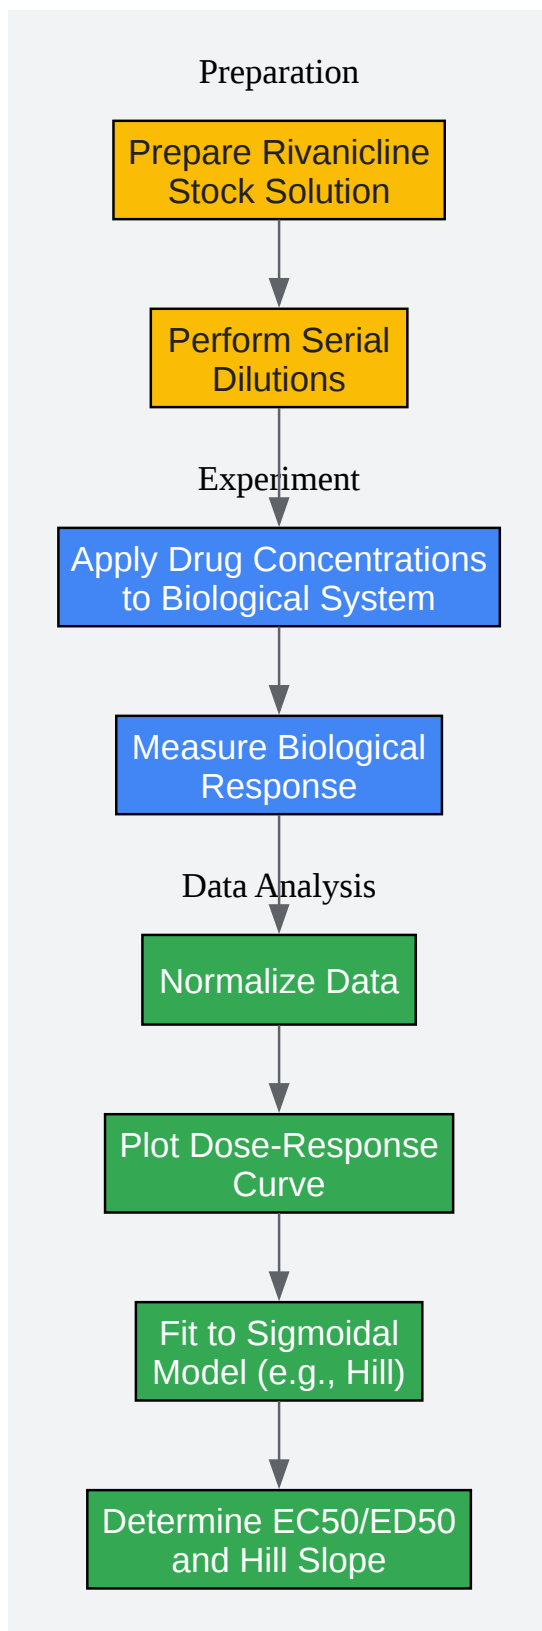 Preparation
Prepare Rivanicline
Stock Solution
Perform Serial
Dilutions
Experiment
Apply Drug Concentrations
to Biological System
Measure Biological
Response
Data Analysis
Normalize Data
Plot Dose-Response
Curve
Fit to Sigmoidal
Model (e.g., Hill)
Determine EC50/ED50
and Hill Slope